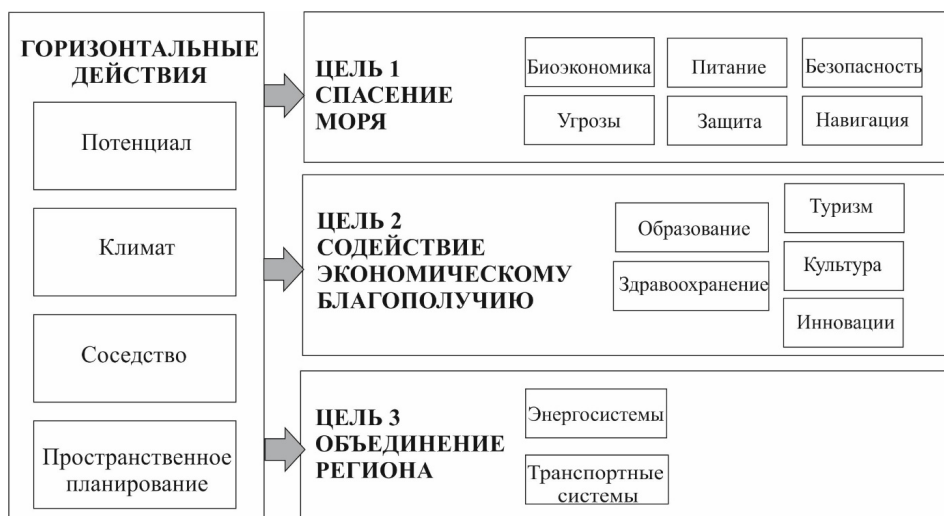 ГОРИЗОНТАЛЬНЫЕ
ДЕЙСТВИЯ
Потенциал
Климат
Соседство
Пространственное
планирование
ЦЕЛЬ 1
СПАСЕНИЕ
МОРЯ
Биоэкономика
Питание
Безопасность
Угрозы
Защита
Навигация
ЦЕЛЬ 2
СОДЕЙСТВИЕ
ЭКОНОМИЧЕСКОМУ
БЛАГОПОЛУЧИЮ
Образование
Здравоохранение
Туризм
Культура
Инновации
ЦЕЛЬ 3
ОБЪЕДИНЕНИЕ
РЕГИОНА
Энергосистемы
Транспортные
системы